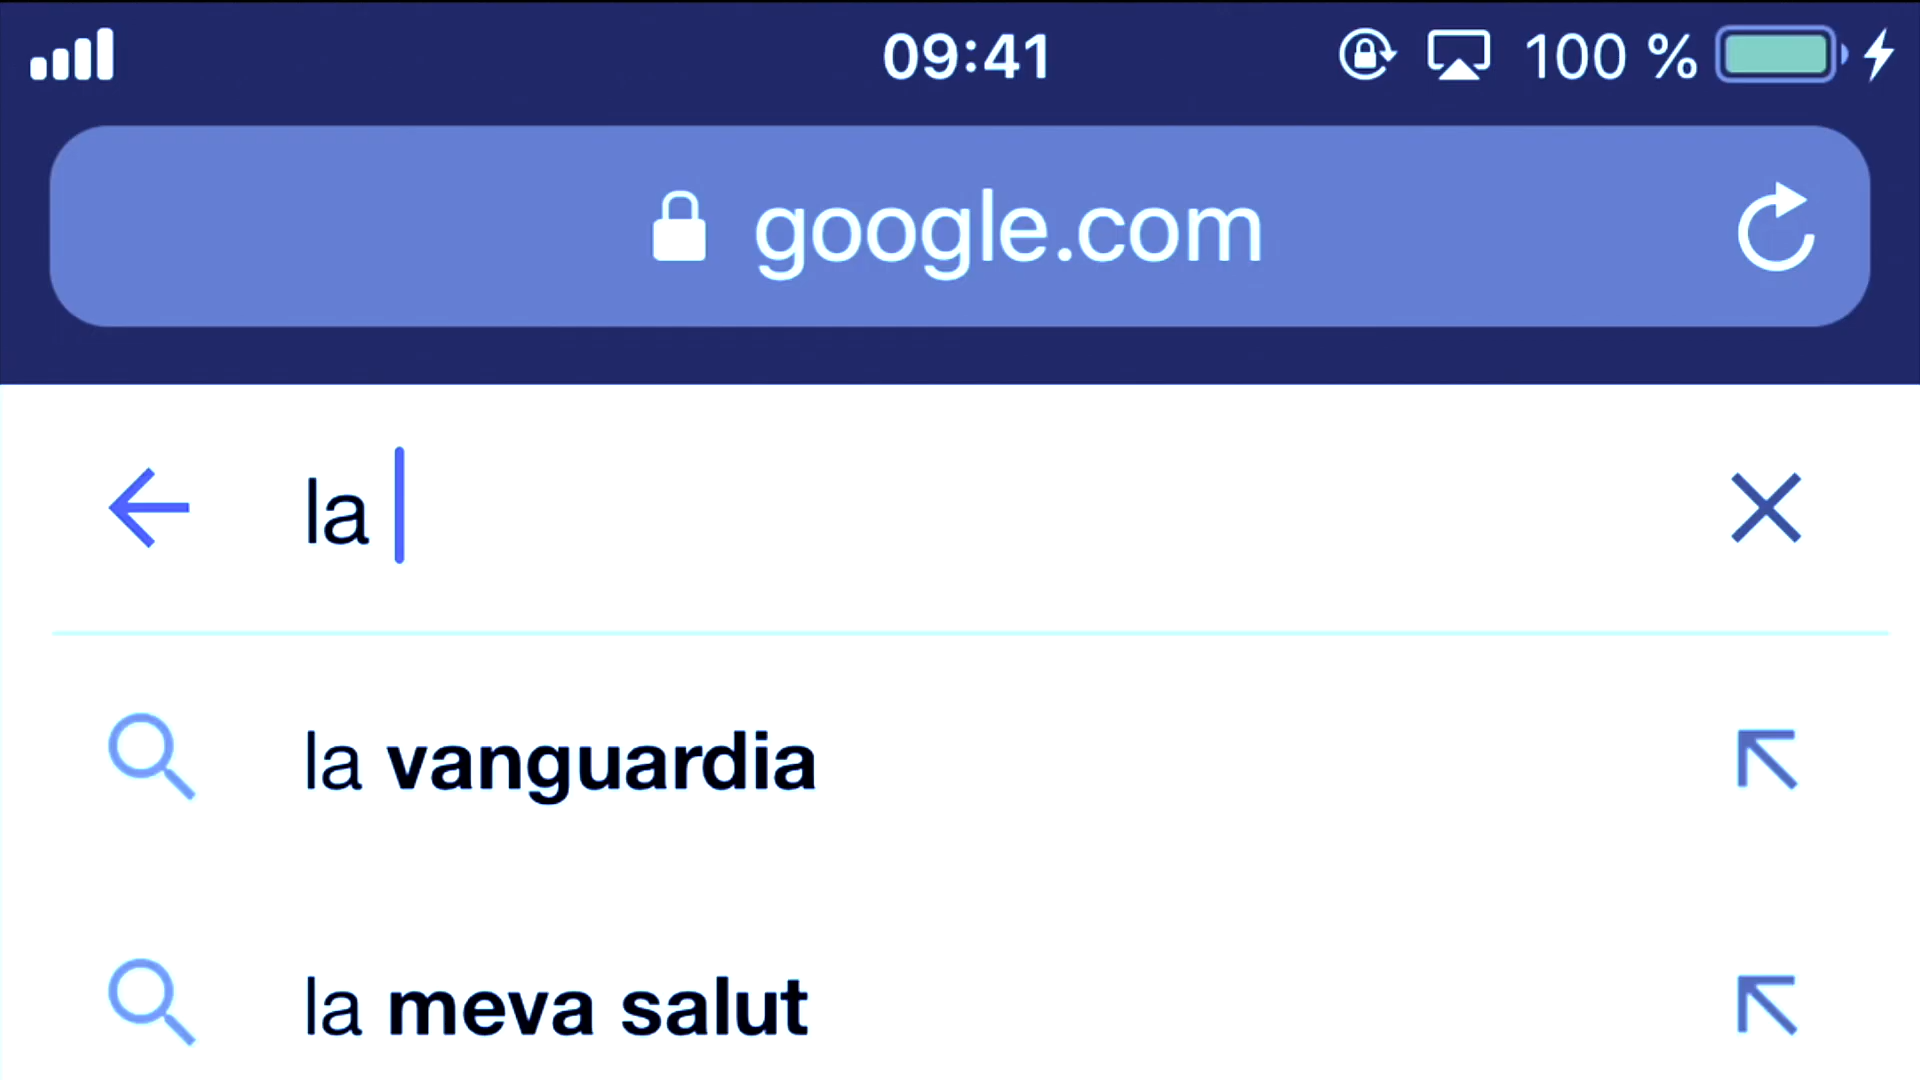 09:41 100 %
google.com
la
la vanguardia
la meva salut